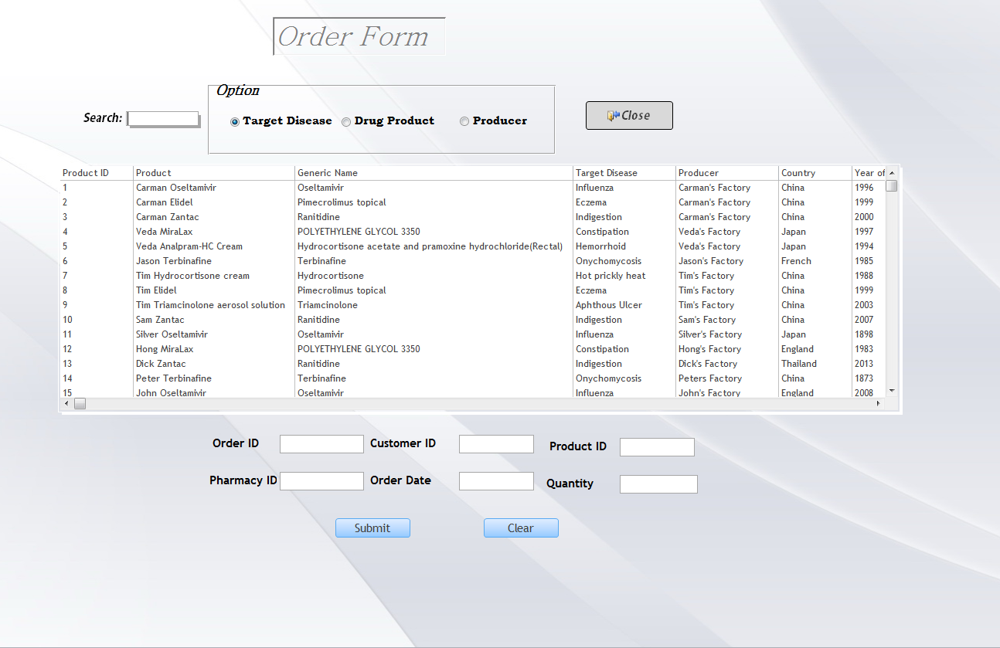 Order Form
Option
Search:
Target Disease Drug Product Producer
Close
Product ID Product Generic Name Target Disease Producer Country Year of
1 Carman Oseltamivir Oseltamivir Influenza Carman's Factory China 1996
2 Carman Elidel Pimecrolimus topical Eczema Carman's Factory China 1999
3 Carman Zantac Ranitidine Indigestion Carman's Factory China 2000
4 Veda MiraLax POLYETHYLENE GLYCOL 3350 Constipation Veda's Factory Japan 1997
5 Veda Analpram-HC Cream Hydrocortisone acetate and pramoxine hydrochloride(Rectal) Hemorrhoid Veda's Factory Japan 1994
6 Jason Terbinafine Terbinafine Onychomycosis Jason's Factory French 1985
7 Tim Hydrocortisone cream Hydrocortisone Hot prickly heat Tim's Factory China 1988
8 Tim Elidel Pimecrolimus topical Eczema Tim's Factory China 1999
9 Tim Triamcinolone aerosol solution Triamcinolone Aphthous Ulcer Tim's Factory China 2003
10 Sam Zantac Ranitidine Indigestion Sam's Factory China 2007
11 Silver Oseltamivir Oseltamivir Influenza Silver's Factory Japan 1898
12 Hong MiraLax POLYETHYLENE GLYCOL 3350 Constipation Hong's Factory England 1983
13 Dick Zantac Ranitidine Indigestion Dick's Factory Thailand 2013
14 Peter Terbinafine Terbinafine Onychomycosis Peters Factory China 1873
15 John Oseltamivir Oseltamivir Influenza John's Factory England 2008
Order ID Customer ID Product ID
Pharmacy ID Order Date Quantity
Submit Clear